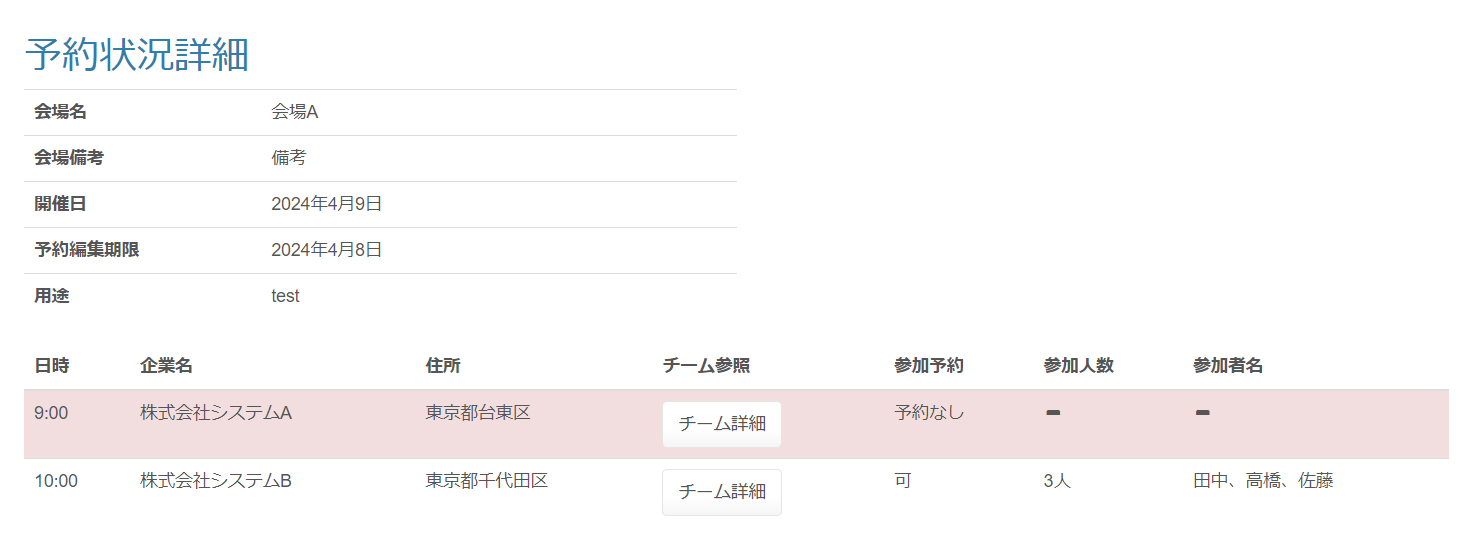 予約状況詳細
会場名 会場A
会場備考 備考
開催日 2024年4月9日
予約編集期限 2024年4月8日
用途 test
日時 企業名 住所 チーム参照 参加予約 参加人数 参加者名
9:00 株式会社システムA 東京都台東区 チーム詳細 予約なし - -
10:00 株式会社システムB 東京都千代田区 チーム詳細 可 3人 田中、高橋、佐藤